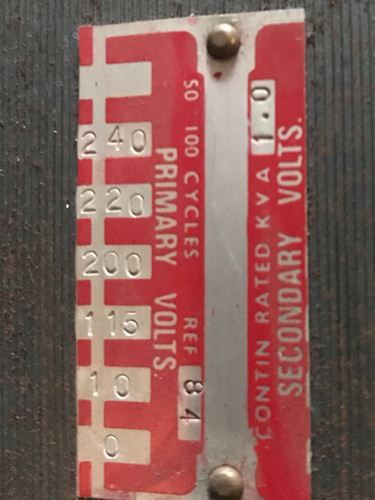 240
220
200
115
10
0
PRIMARY VOLTS.
50 100 CYCLES REF 84
CONTIN RATED KVA 1.0
SECONDARY VOLTS.